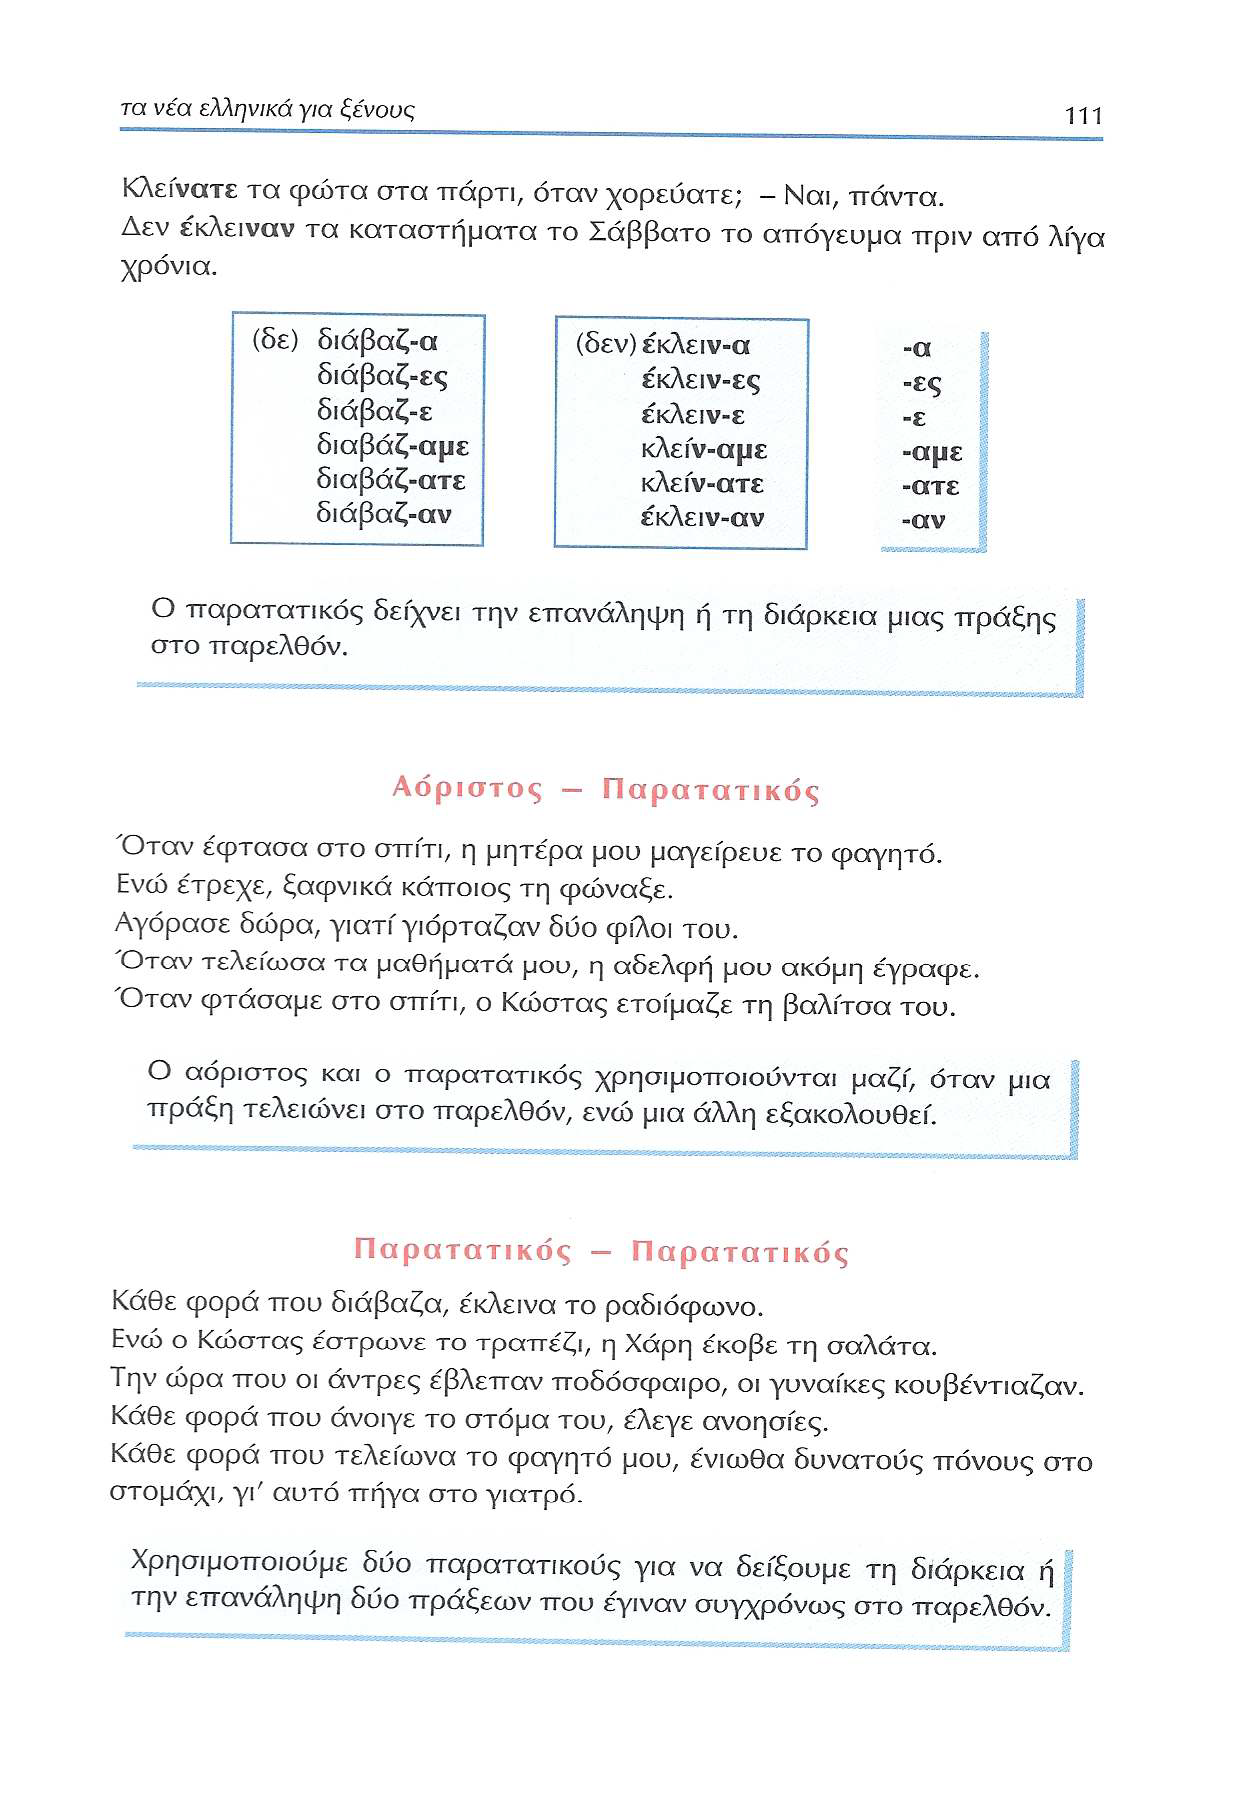 τα νέα ελληνικά για ξένους 111
Κλείνατε τα φώτα στα πάρτι, όταν χορεύατε; – Ναι, πάντα.
Δεν έκλειναν τα καταστήματα το Σάββατο το απόγευμα πριν από λίγα
χρόνια.
(δε) διάβαζ-α
διάβαζ-ες
διάβαζ-ε
διαβάζ-αμε
διαβάζ-ατε
διάβαζ-αν
(δεν) έκλειν-α
έκλειν-ες
έκλειν-ε
κλείν-αμε
κλείν-ατε
έκλειν-αν
-α
-ες
-ε
-αμε
-ατε
-αν
Ο παρατατικός δείχνει την επανάληψη ή τη διάρκεια μιας πράξης
στο παρελθόν.
Αόριστος – Παρατατικός
Όταν έφτασα στο σπίτι, η μητέρα μου μαγείρευε το φαγητό.
Ενώ έτρεχε, ξαφνικά κάποιος τη φώναξε.
Αγόρασε δώρα, γιατί γιόρταζαν δύο φίλοι του.
Όταν τελείωσα τα μαθήματά μου, η αδελφή μου ακόμη έγραφε.
Όταν φτάσαμε στο σπίτι, ο Κώστας ετοίμαζε τη βαλίτσα του.
Ο αόριστος και ο παρατατικός χρησιμοποιούνται μαζί, όταν μια
πράξη τελειώνει στο παρελθόν, ενώ μια άλλη εξακολουθεί.
Παρατατικός – Παρατατικός
Κάθε φορά που διάβαζα, έκλεινα το ραδιόφωνο.
Ενώ ο Κώστας έστρωνε το τραπέζι, η Χάρη έκοβε τη σαλάτα.
Την ώρα που οι άντρες έβλεπαν ποδόσφαιρο, οι γυναίκες κουβέντιαζαν.
Κάθε φορά που άνοιγε το στόμα του, έλεγε ανοησίες.
Κάθε φορά που τελείωνα το φαγητό μου, ένιωθα δυνατούς πόνους στο
στομάχι, γι' αυτό πήγα στο γιατρό.
Χρησιμοποιούμε δύο παρατατικούς για να δείξουμε τη διάρκεια ή
την επανάληψη δύο πράξεων που έγιναν συγχρόνως στο παρελθόν.